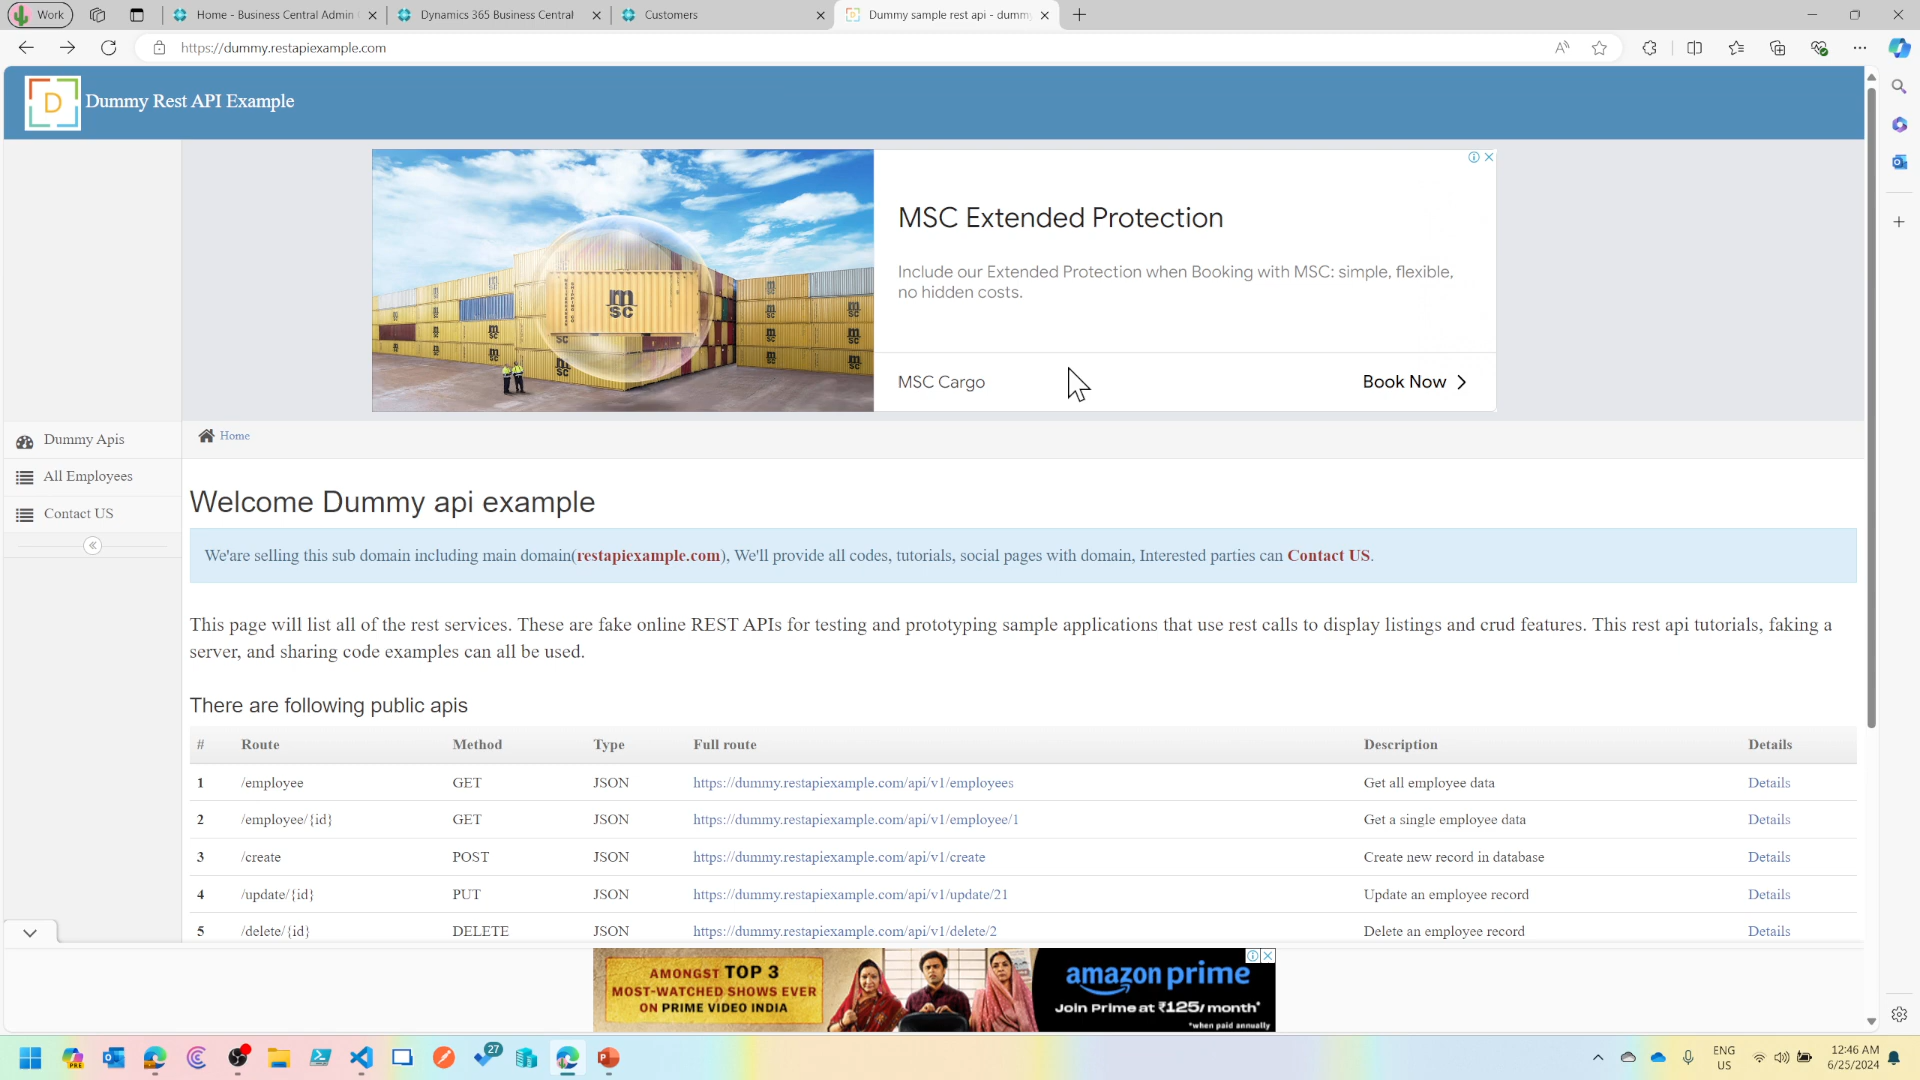 Work
Home - Business Central Admin
Dynamics 365 Business Central
Customers
Dummy sample rest api - dummy
https://dummy.restapiexample.com
D
Dummy Rest API Example
MSC Extended Protection
Include our Extended Protection when Booking with MSC: simple, flexible,
no hidden costs.
MSC Cargo
Book Now
Dummy Apis
All Employees
Contact US
Home
Welcome Dummy api example
We'are selling this sub domain including main domain(restapiexample.com), We'll provide all codes, tutorials, social pages with domain, Interested parties can Contact US.
This page will list all of the rest services. These are fake online REST APIs for testing and prototyping sample applications that use rest calls to display listings and crud features. This rest api tutorials, faking a
server, and sharing code examples can all be used.
There are following public apis
# Route Method Type Full route Description Details
1 /employee GET JSON https://dummy.restapiexample.com/api/v1/employees Get all employee data Details
2 /employee/{id} GET JSON https://dummy.restapiexample.com/api/v1/employee/1 Get a single employee data Details
3 /create POST JSON https://dummy.restapiexample.com/api/v1/create Create new record in database Details
4 /update/{id} PUT JSON https://dummy.restapiexample.com/api/v1/update/21 Update an employee record Details
5 /delete/{id} DELETE JSON https://dummy.restapiexample.com/api/v1/delete/2 Delete an employee record Details
AMONGST TOP 3
MOST-WATCHED SHOWS EVER
ON PRIME VIDEO INDIA
amazon prime
Join Prime at ₹125/month*
*when paid annually
PRE
27
ENG
US
12:46 AM
6/25/2024